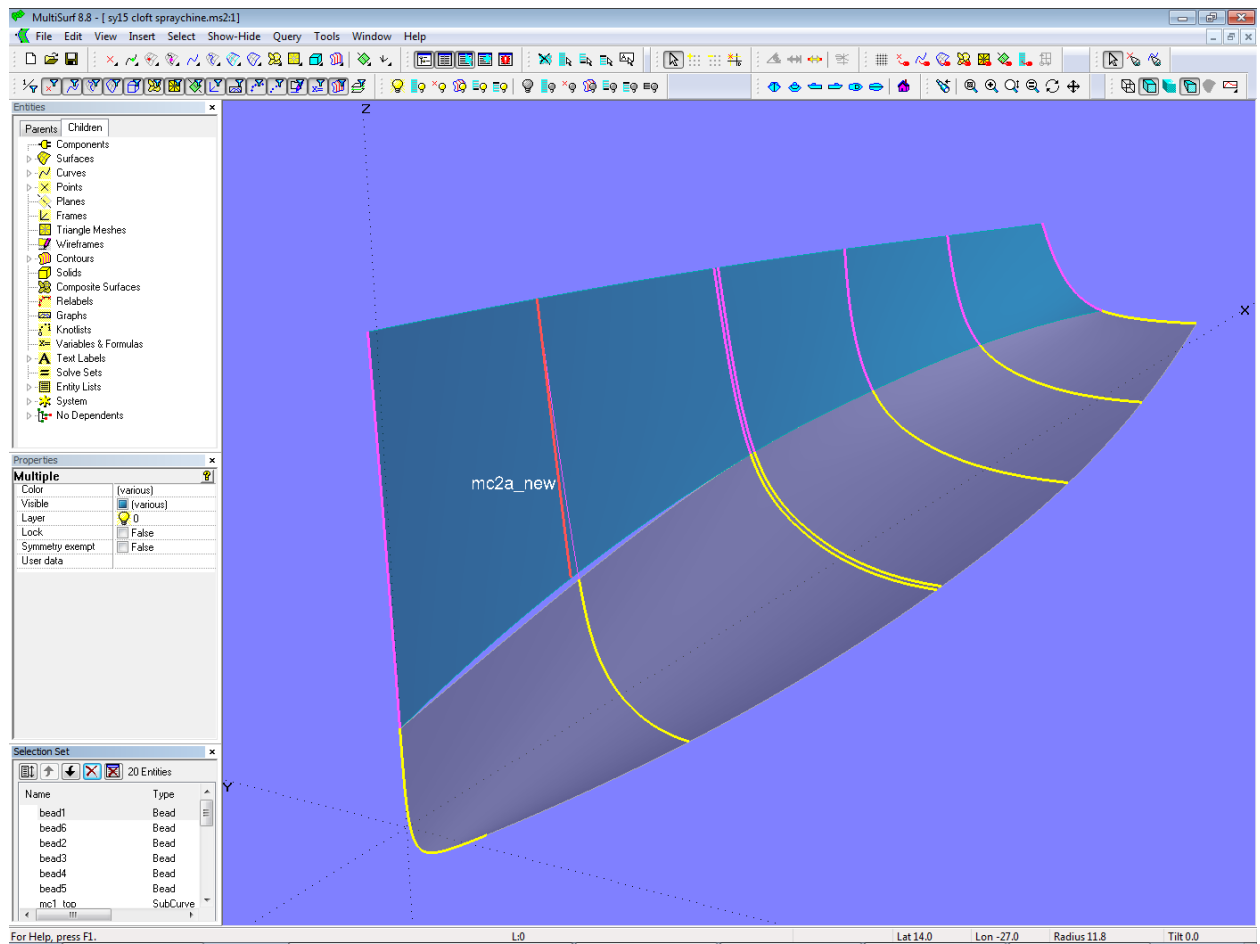 MultiSurf 8.8 - [ sy15 cloft spraychine.ms2:1]
File Edit View Insert Select Show-Hide Query Tools Window Help
Entities
Parents Children
Components
Surfaces
Curves
Points
Planes
Frames
Triangle Meshes
Wireframes
Contours
Solids
Composite Surfaces
Relabels
Graphs
Knotlists
Variables & Formulas
Text Labels
Solve Sets
Entity Lists
System
No Dependents
Properties
Multiple
Color (various)
Visible (various)
Layer 0
Lock False
Symmetry exempt False
User data
Selection Set
20 Entities
Name Type
bead1 Bead
bead6 Bead
bead2 Bead
bead3 Bead
bead4 Bead
bead5 Bead
mc1_top SubCurve
Z
X
mc2a_new
Y
For Help, press F1. L:0 Lat 14.0 Lon -27.0 Radius 11.8 Tilt 0.0